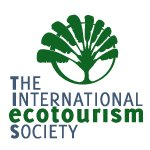 THE
INTERNATIONAL
ecotourism
SOCIETY